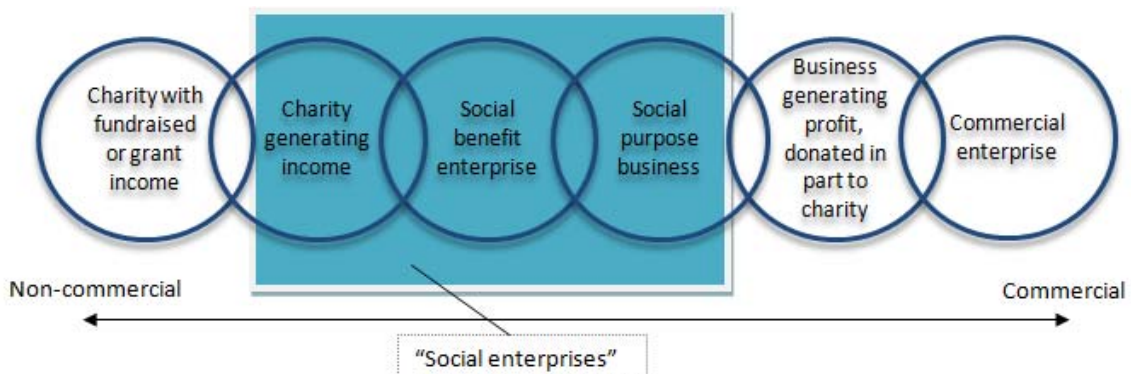 Charity with
fundraised
or grant
income
Charity
generating
income
Social
benefit
enterprise
Social
purpose
business
Business
generating
profit,
donated in
part to
charity
Commercial
enterprise
Non-commercial
Commercial
“Social enterprises”